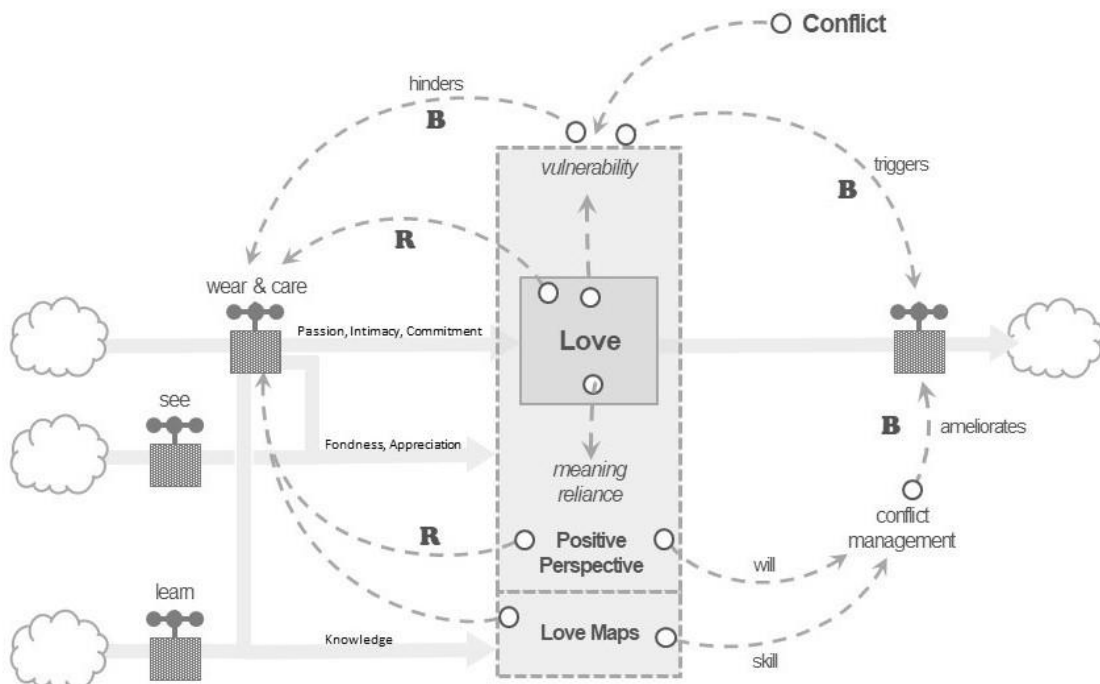 Conflict
hinders
B
vulnerability
triggers
B
R
wear & care
Passion, Intimacy, Commitment
Love
see
Fondness, Appreciation
B
ameliorates
meaning
reliance
conflict
management
R
Positive
Perspective
will
learn
Knowledge
Love Maps
skill